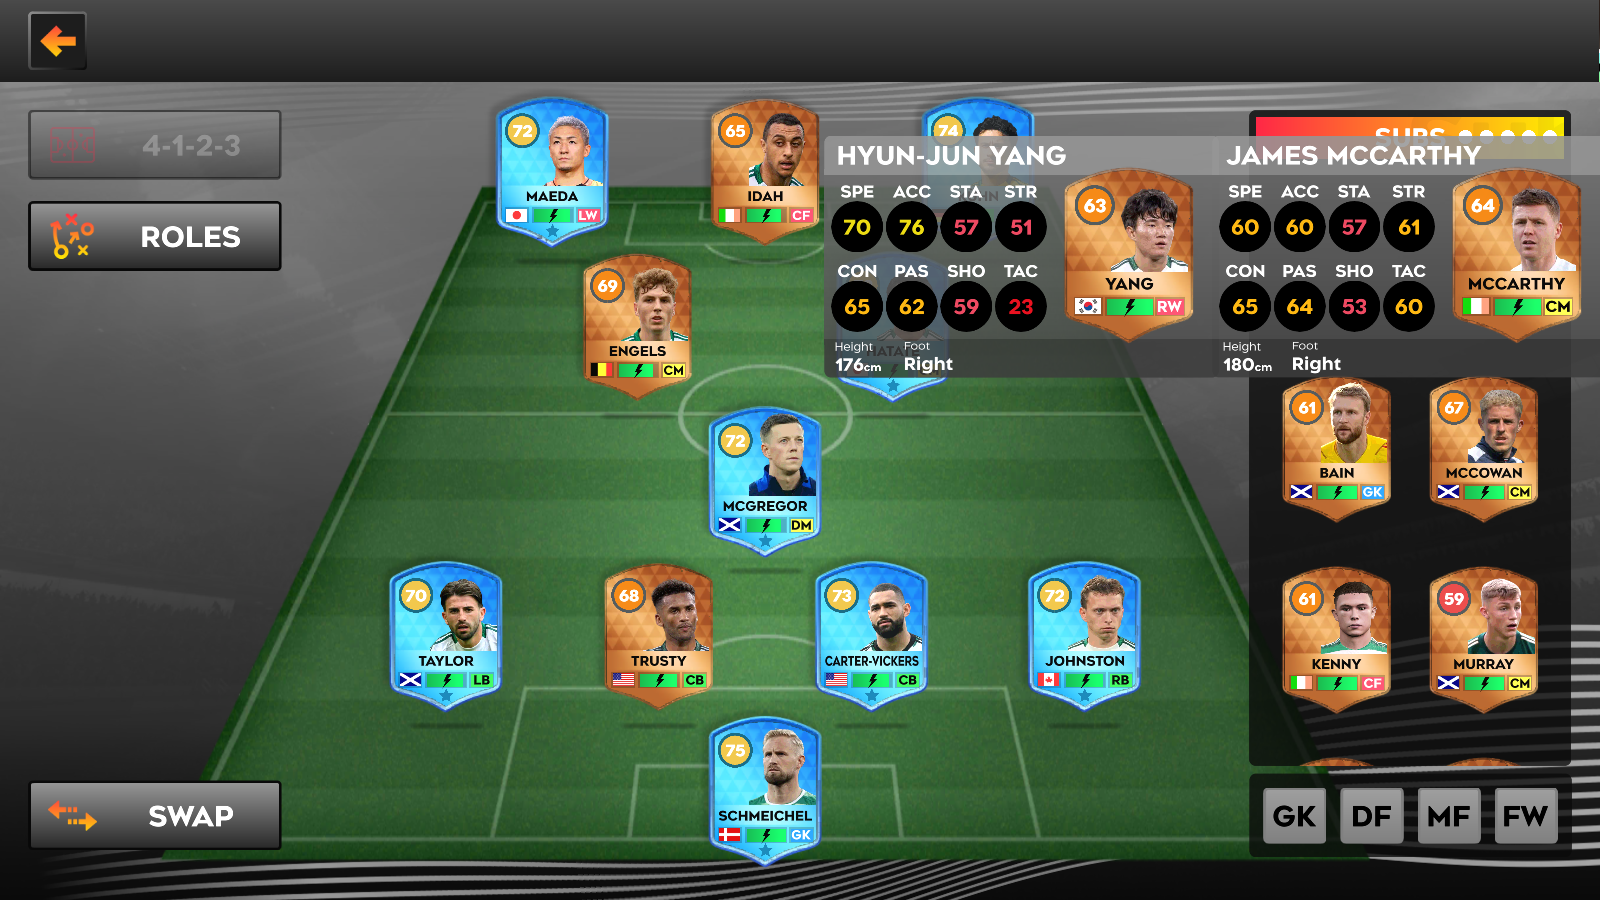 4-1-2-3
ROLES
SWAP
72
MAEDA
LW
65
IDAH
CF
74
SUBS
HYUN-JUN YANG
SPE ACC STA STR
70 76 57 51
CON PAS SHO TAC
65 62 59 23
Height Foot
176cm Right
63
YANG
RW
JAMES MCCARTHY
SPE ACC STA STR
60 60 57 61
CON PAS SHO TAC
65 64 53 60
Height Foot
180cm Right
64
MCCARTHY
CM
69
ENGELS
CM
HATATE
72
MCGREGOR
DM
70
TAYLOR
LB
68
TRUSTY
CB
73
CARTER-VICKERS
CB
72
JOHNSTON
RB
75
SCHMEICHEL
GK
61
BAIN
GK
67
MCCOWAN
CM
61
KENNY
CF
59
MURRAY
CM
GK DF MF FW